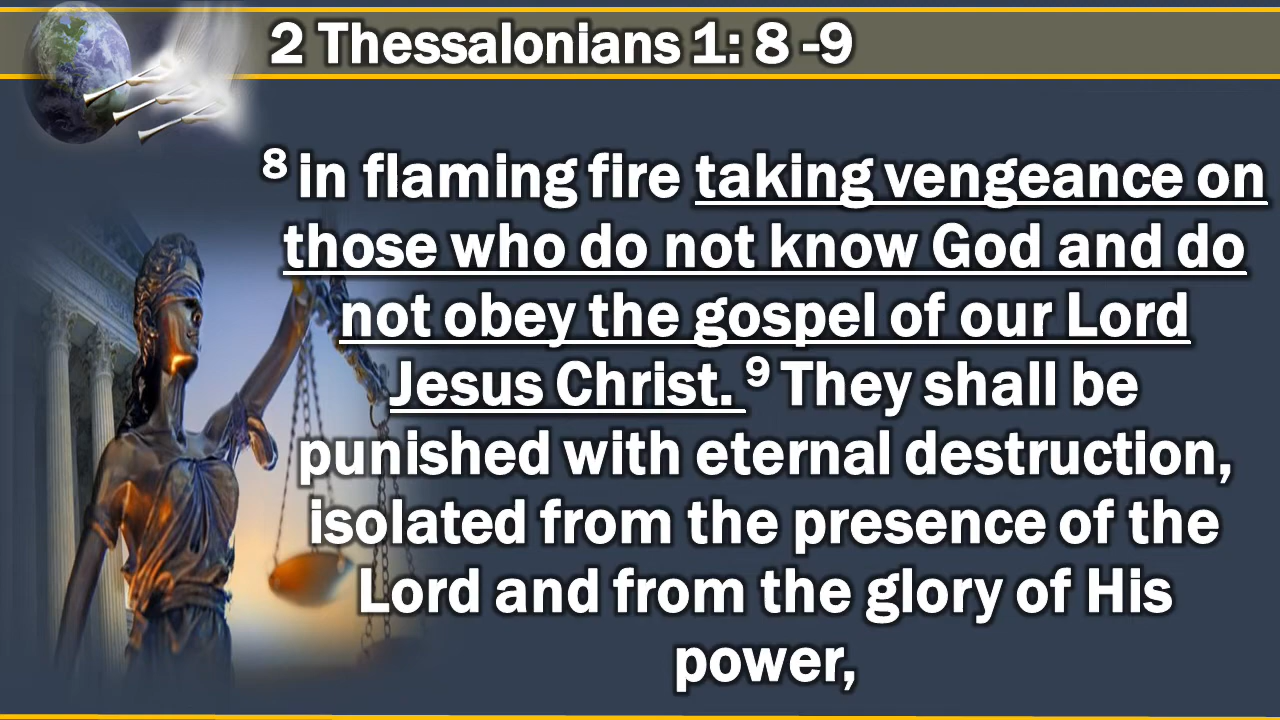 2 Thessalonians 1: 8 -9
8 in flaming fire taking vengeance on
those who do not know God and do
not obey the gospel of our Lord
Jesus Christ. 9 They shall be
punished with eternal destruction,
isolated from the presence of the
Lord and from the glory of His
power,